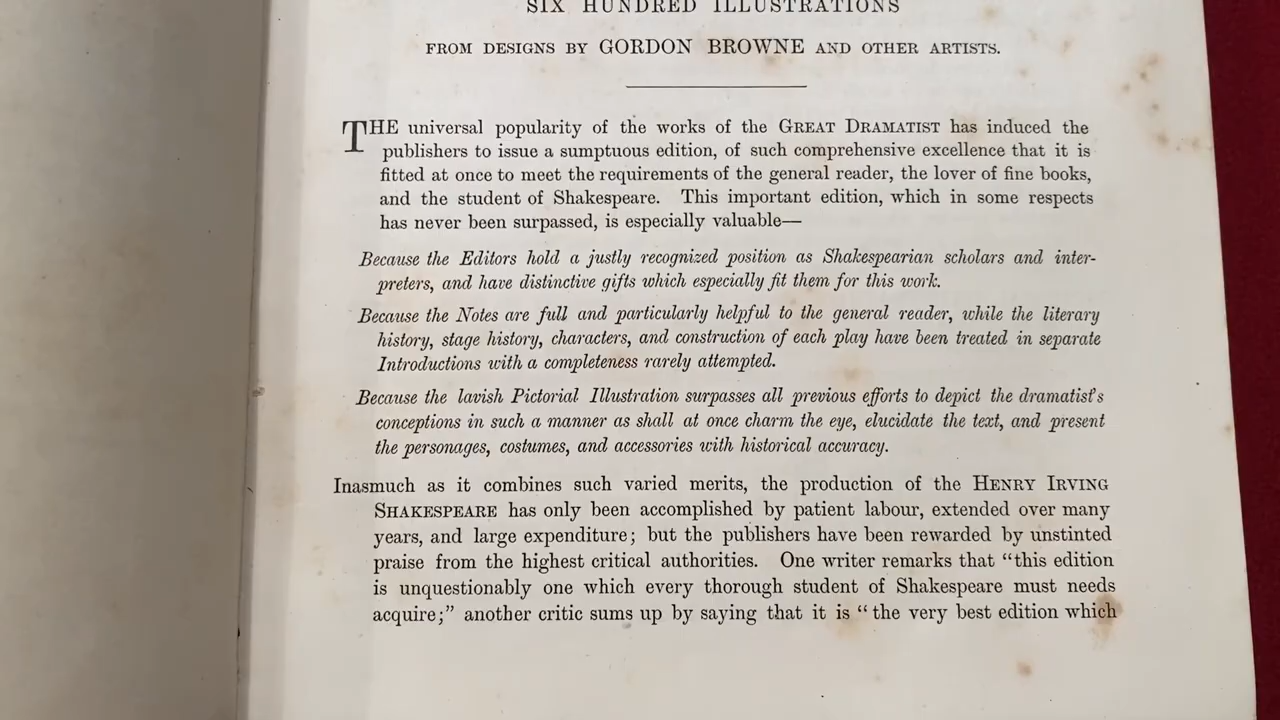 SIX HUNDRED ILLUSTRATIONS
FROM DESIGNS BY GORDON BROWNE AND OTHER ARTISTS.
THE universal popularity of the works of the GREAT DRAMATIST has induced the
publishers to issue a sumptuous edition, of such comprehensive excellence that it is
fitted at once to meet the requirements of the general reader, the lover of fine books,
and the student of Shakespeare. This important edition, which in some respects
has never been surpassed, is especially valuable—
Because the Editors hold a justly recognized position as Shakespearian scholars and inter-
preters, and have distinctive gifts which especially fit them for this work.
Because the Notes are full and particularly helpful to the general reader, while the literary
history, stage history, characters, and construction of each play have been treated in separate
Introductions with a completeness rarely attempted.
Because the lavish Pictorial Illustration surpasses all previous efforts to depict the dramatist's
conceptions in such a manner as shall at once charm the eye, elucidate the text, and present
the personages, costumes, and accessories with historical accuracy.
Inasmuch as it combines such varied merits, the production of the HENRY IRVING
SHAKESPEARE has only been accomplished by patient labour, extended over many
years, and large expenditure; but the publishers have been rewarded by unstinted
praise from the highest critical authorities. One writer remarks that "this edition
is unquestionably one which every thorough student of Shakespeare must needs
acquire;" another critic sums up by saying that it is "the very best edition which